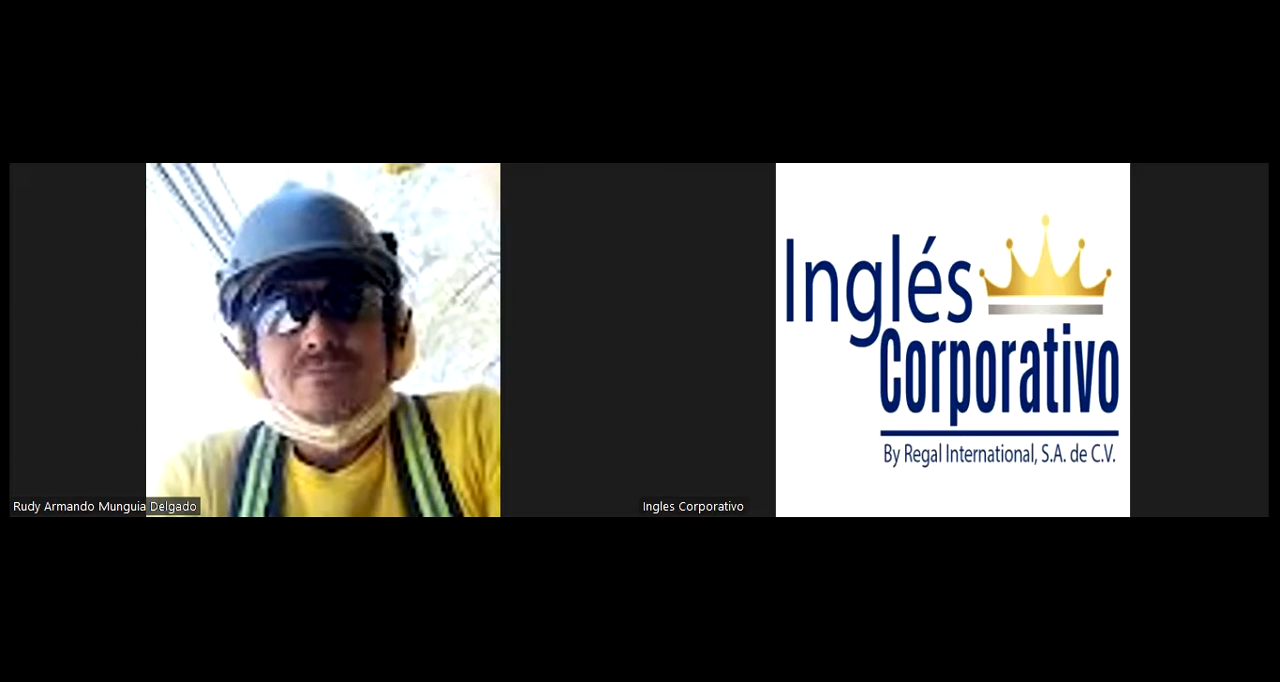 Inglés
Corporativo
By Regal International, S.A. de C.V.
Rudy Armando Munguia Delgado
Ingles Corporativo